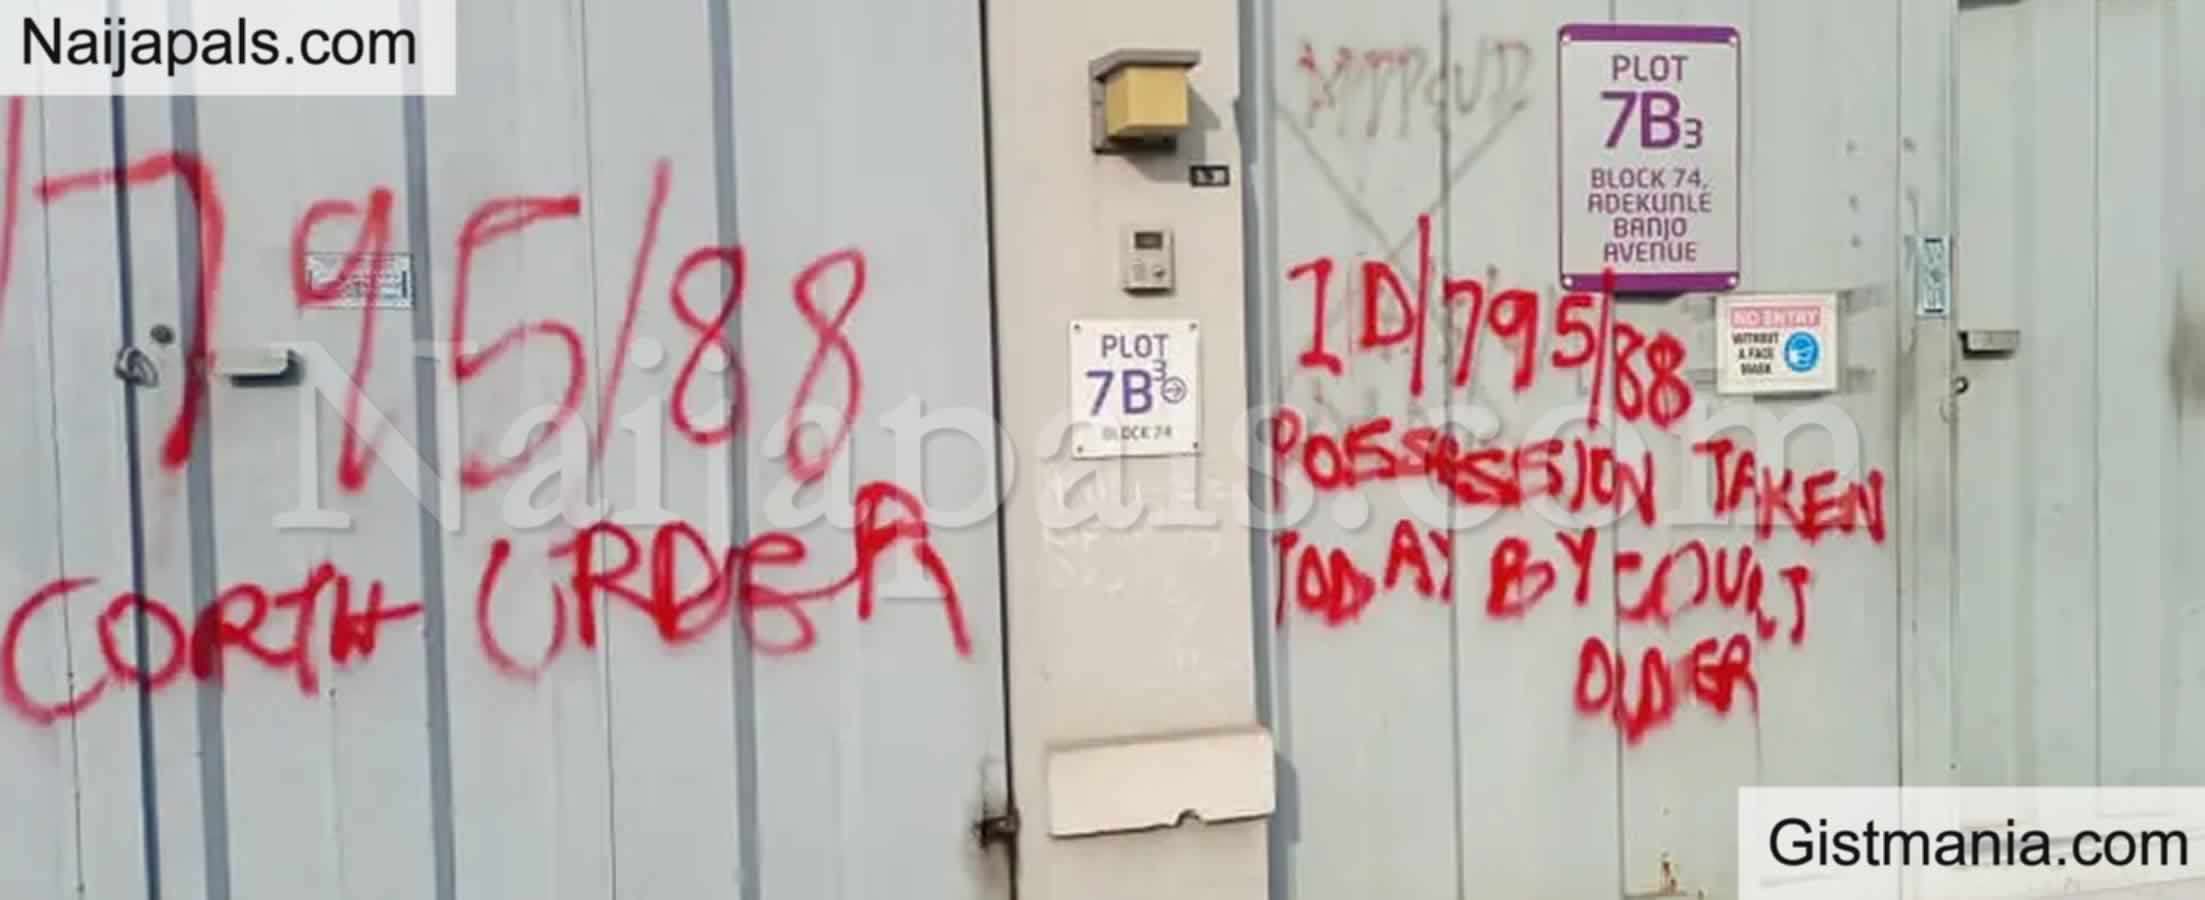 Naijapals.com
/795/88
CORTH ORDER
PLOT
7B3
BLOCK 74
PLOT
7B3
BLOCK 74,
ADEKUNLE
BANJO
AVENUE
NO ENTRY
WITHOUT
A FACE
MASK
ID/795/88
POSSESSION TAKEN
TODAY BY COURT
OLDER
Naijapals.com
Gistmania.com